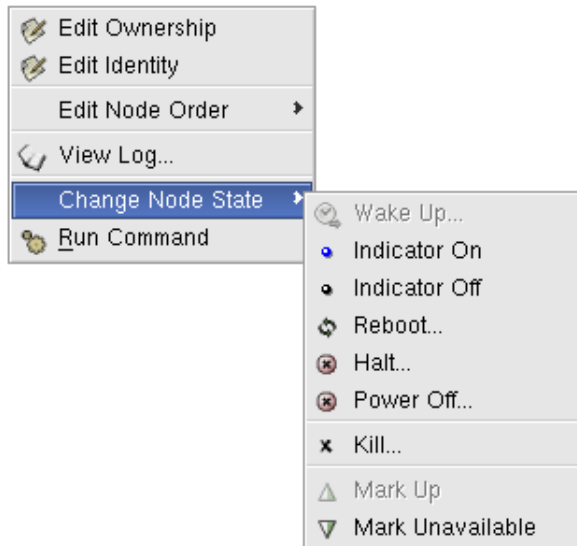 Edit Ownership
Edit Identity
Edit Node Order
View Log...
Change Node State
Run Command
Wake Up...
Indicator On
Indicator Off
Reboot...
Halt...
Power Off...
Kill...
Mark Up
Mark Unavailable